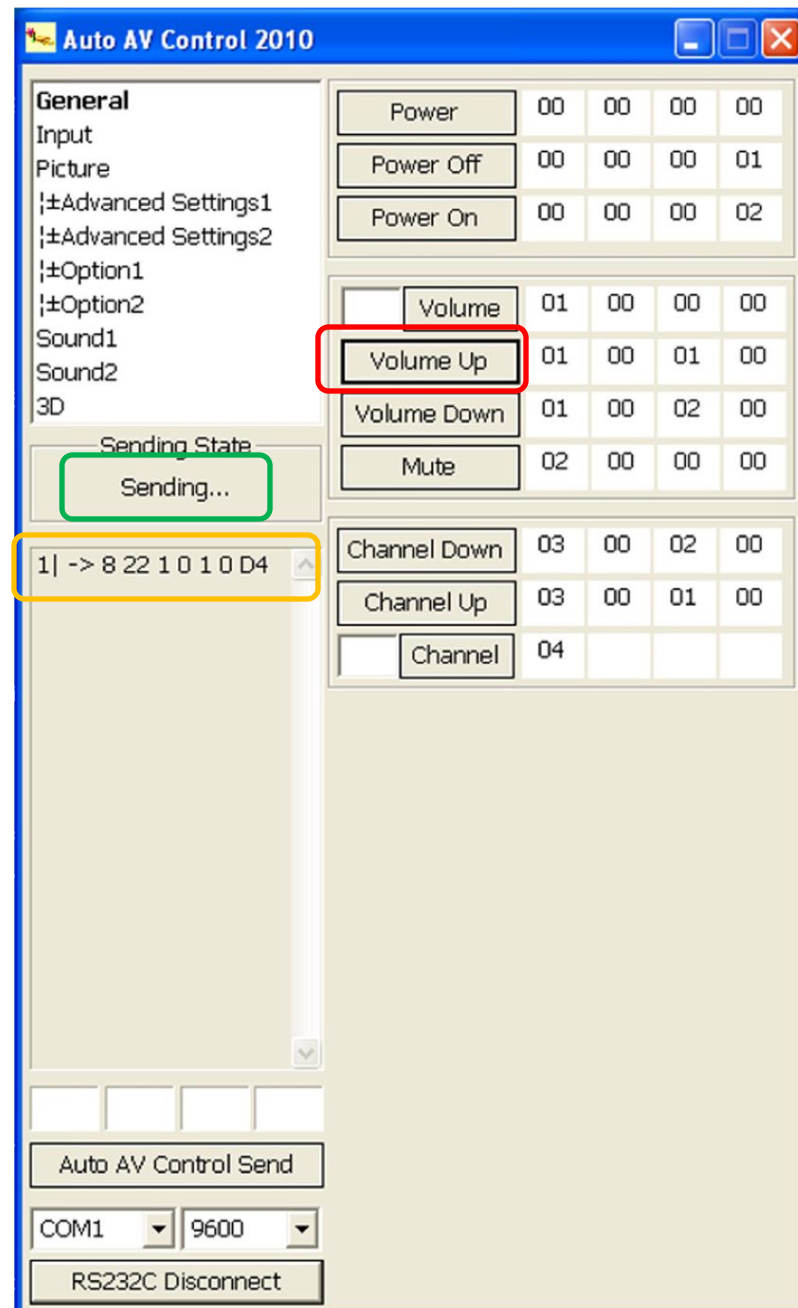 Auto AV Control 2010
General
Input
Picture
¦±Advanced Settings1
¦±Advanced Settings2
¦±Option1
¦±Option2
Sound1
Sound2
3D
Sending State
Sending...
1| -> 8 22 1 0 1 0 D4
Auto AV Control Send
COM1 9600
RS232C Disconnect
Power 00 00 00 00
Power Off 00 00 00 01
Power On 00 00 00 02
Volume 01 00 00 00
Volume Up 01 00 01 00
Volume Down 01 00 02 00
Mute 02 00 00 00
Channel Down 03 00 02 00
Channel Up 03 00 01 00
Channel 04